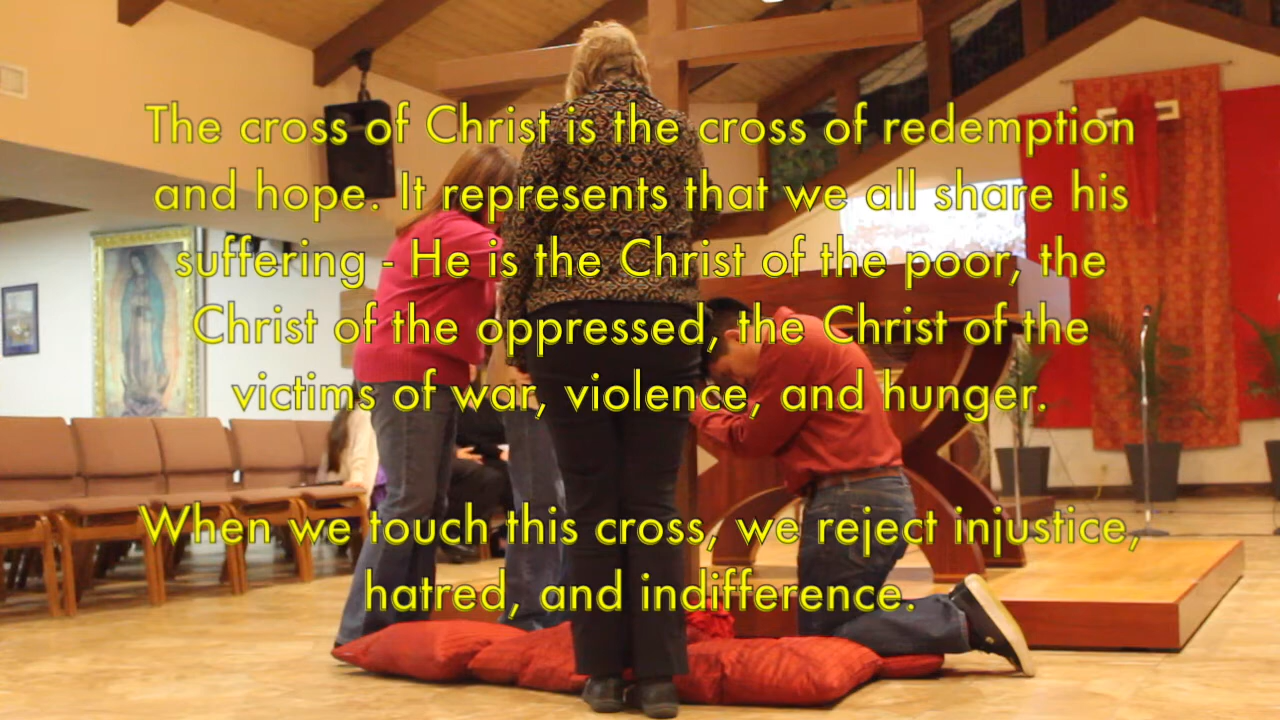 The cross of Christ is the cross of redemption
and hope. It represents that we all share his
suffering - He is the Christ of the poor, the
Christ of the oppressed, the Christ of the
victims of war, violence, and hunger.
When we touch this cross, we reject injustice,
hatred, and indifference.